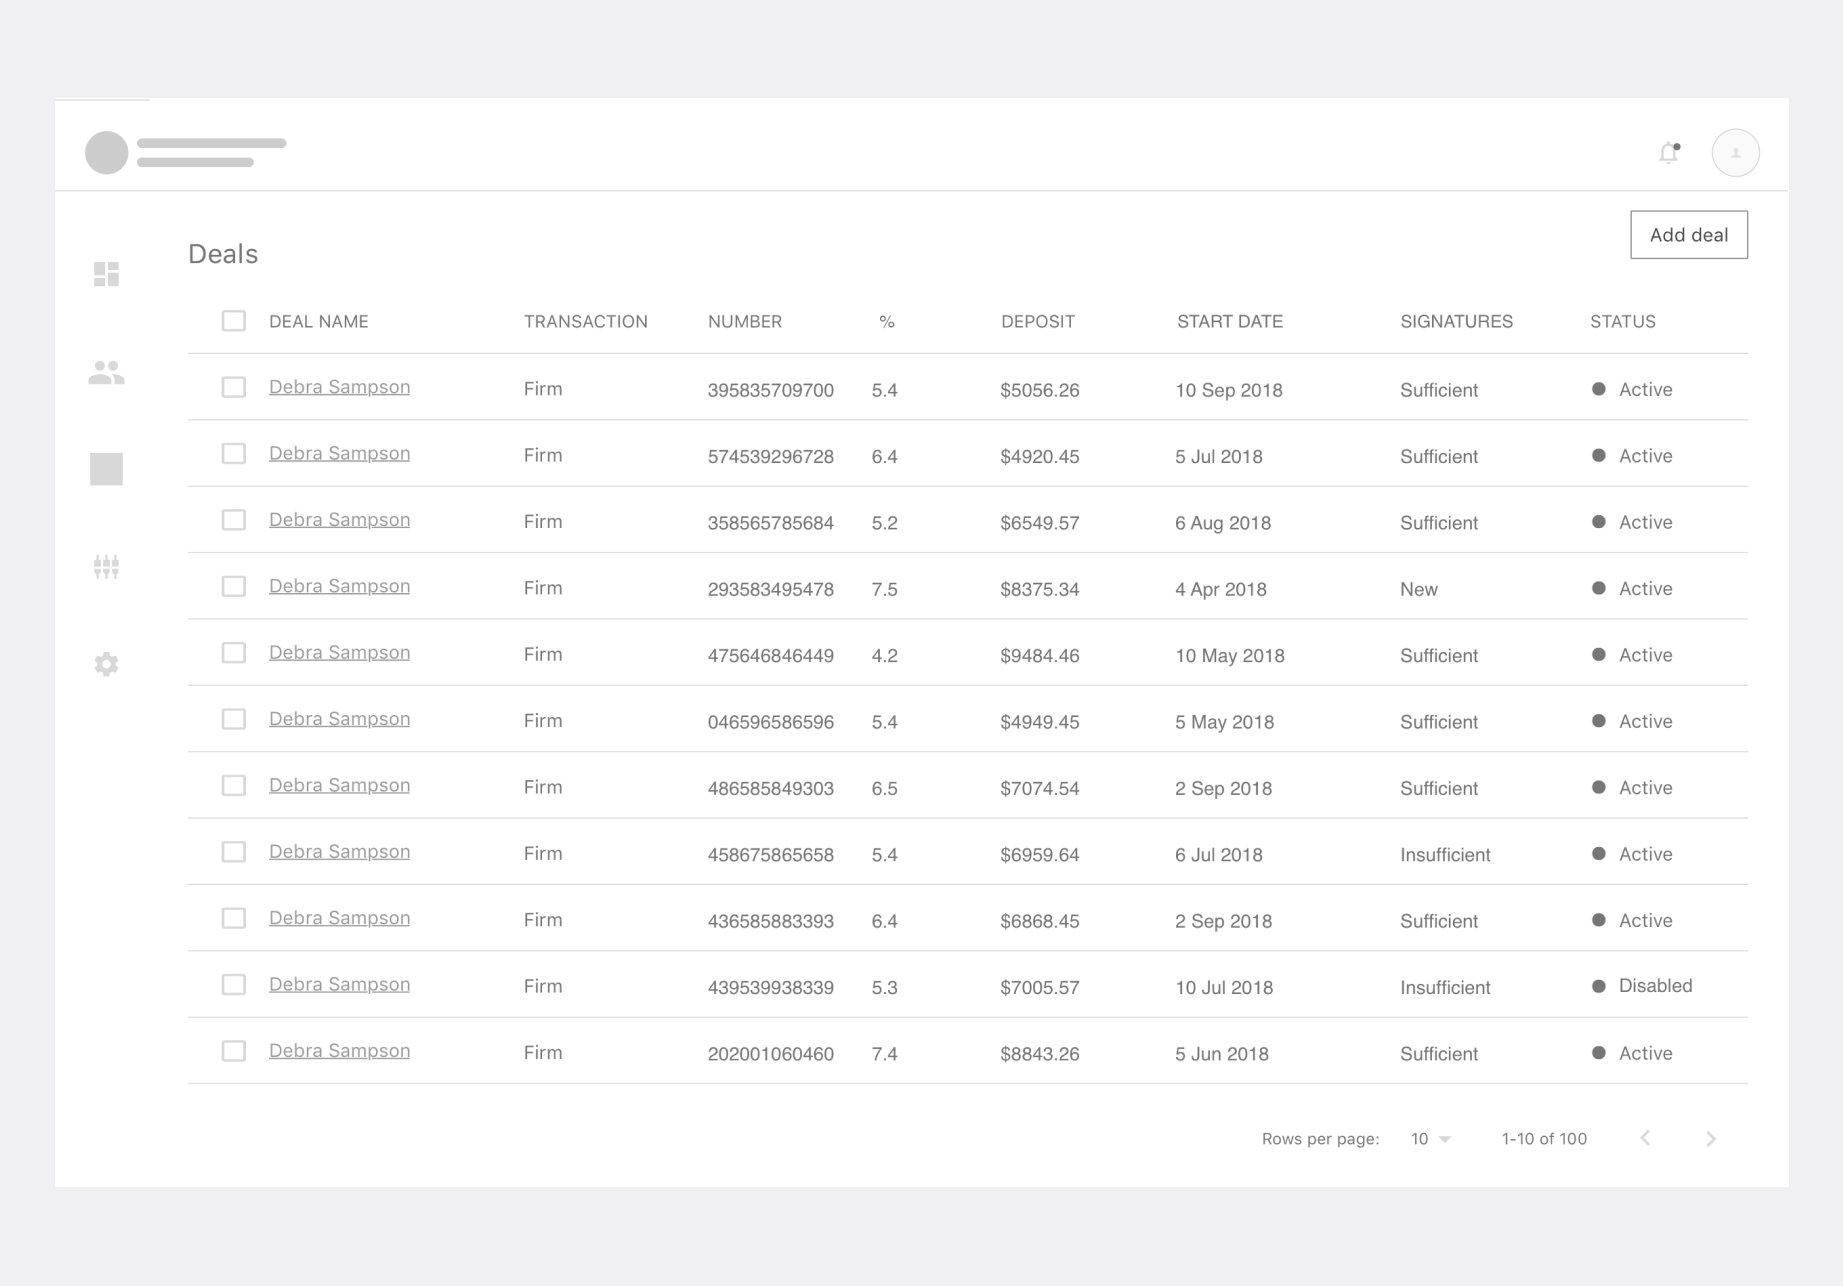 Add deal
Deals
DEAL NAME TRANSACTION NUMBER % DEPOSIT START DATE SIGNATURES STATUS
Debra Sampson Firm 395835709700 5.4 $5056.26 10 Sep 2018 Sufficient Active
Debra Sampson Firm 574539296728 6.4 $4920.45 5 Jul 2018 Sufficient Active
Debra Sampson Firm 358565785684 5.2 $6549.57 6 Aug 2018 Sufficient Active
Debra Sampson Firm 293583495478 7.5 $8375.34 4 Apr 2018 New Active
Debra Sampson Firm 475646846449 4.2 $9484.46 10 May 2018 Sufficient Active
Debra Sampson Firm 046596586596 5.4 $4949.45 5 May 2018 Sufficient Active
Debra Sampson Firm 486585849303 6.5 $7074.54 2 Sep 2018 Sufficient Active
Debra Sampson Firm 458675865658 5.4 $6959.64 6 Jul 2018 Insufficient Active
Debra Sampson Firm 436585883393 6.4 $6868.45 2 Sep 2018 Sufficient Active
Debra Sampson Firm 439539938339 5.3 $7005.57 10 Jul 2018 Insufficient Disabled
Debra Sampson Firm 202001060460 7.4 $8843.26 5 Jun 2018 Sufficient Active
Rows per page: 10 1-10 of 100